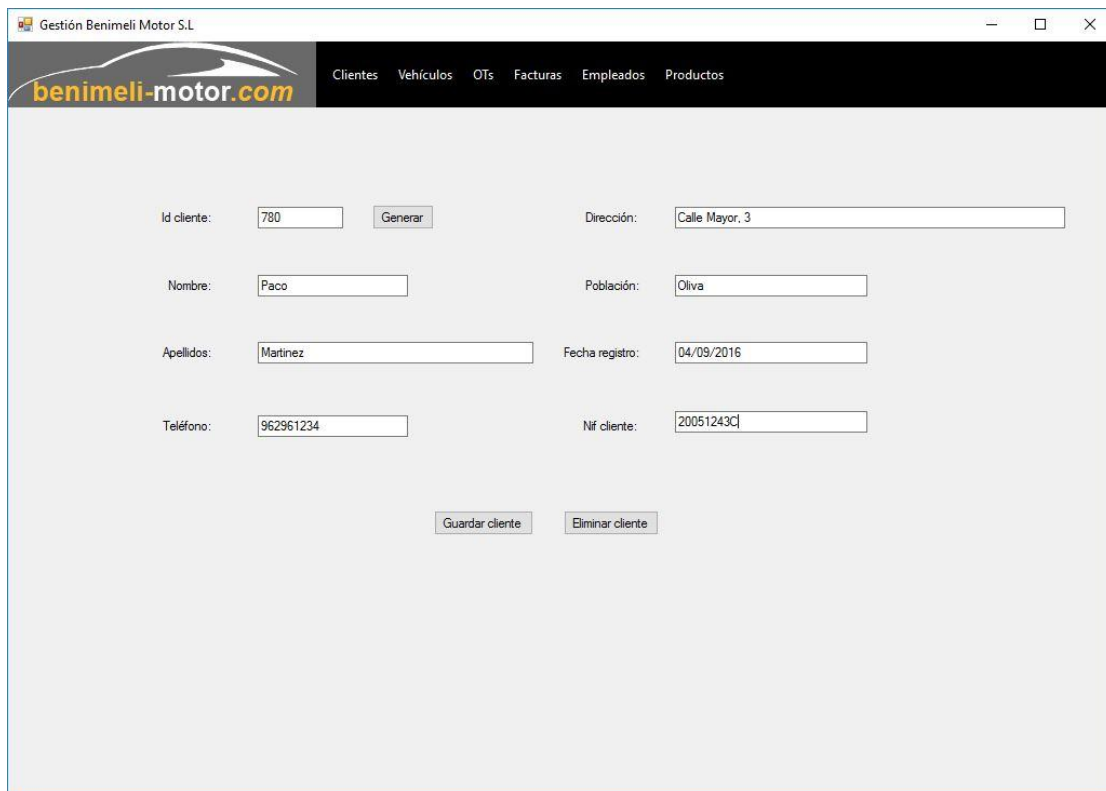 Gestión Benimeli Motor S.L
benimeli-motor.com
Clientes Vehículos OTs Facturas Empleados Productos
Id cliente: 780 Generar Dirección: Calle Mayor, 3
Nombre: Paco Población: Oliva
Apellidos: Martinez Fecha registro: 04/09/2016
Teléfono: 962961234 Nif cliente: 20051243C
Guardar cliente Eliminar cliente